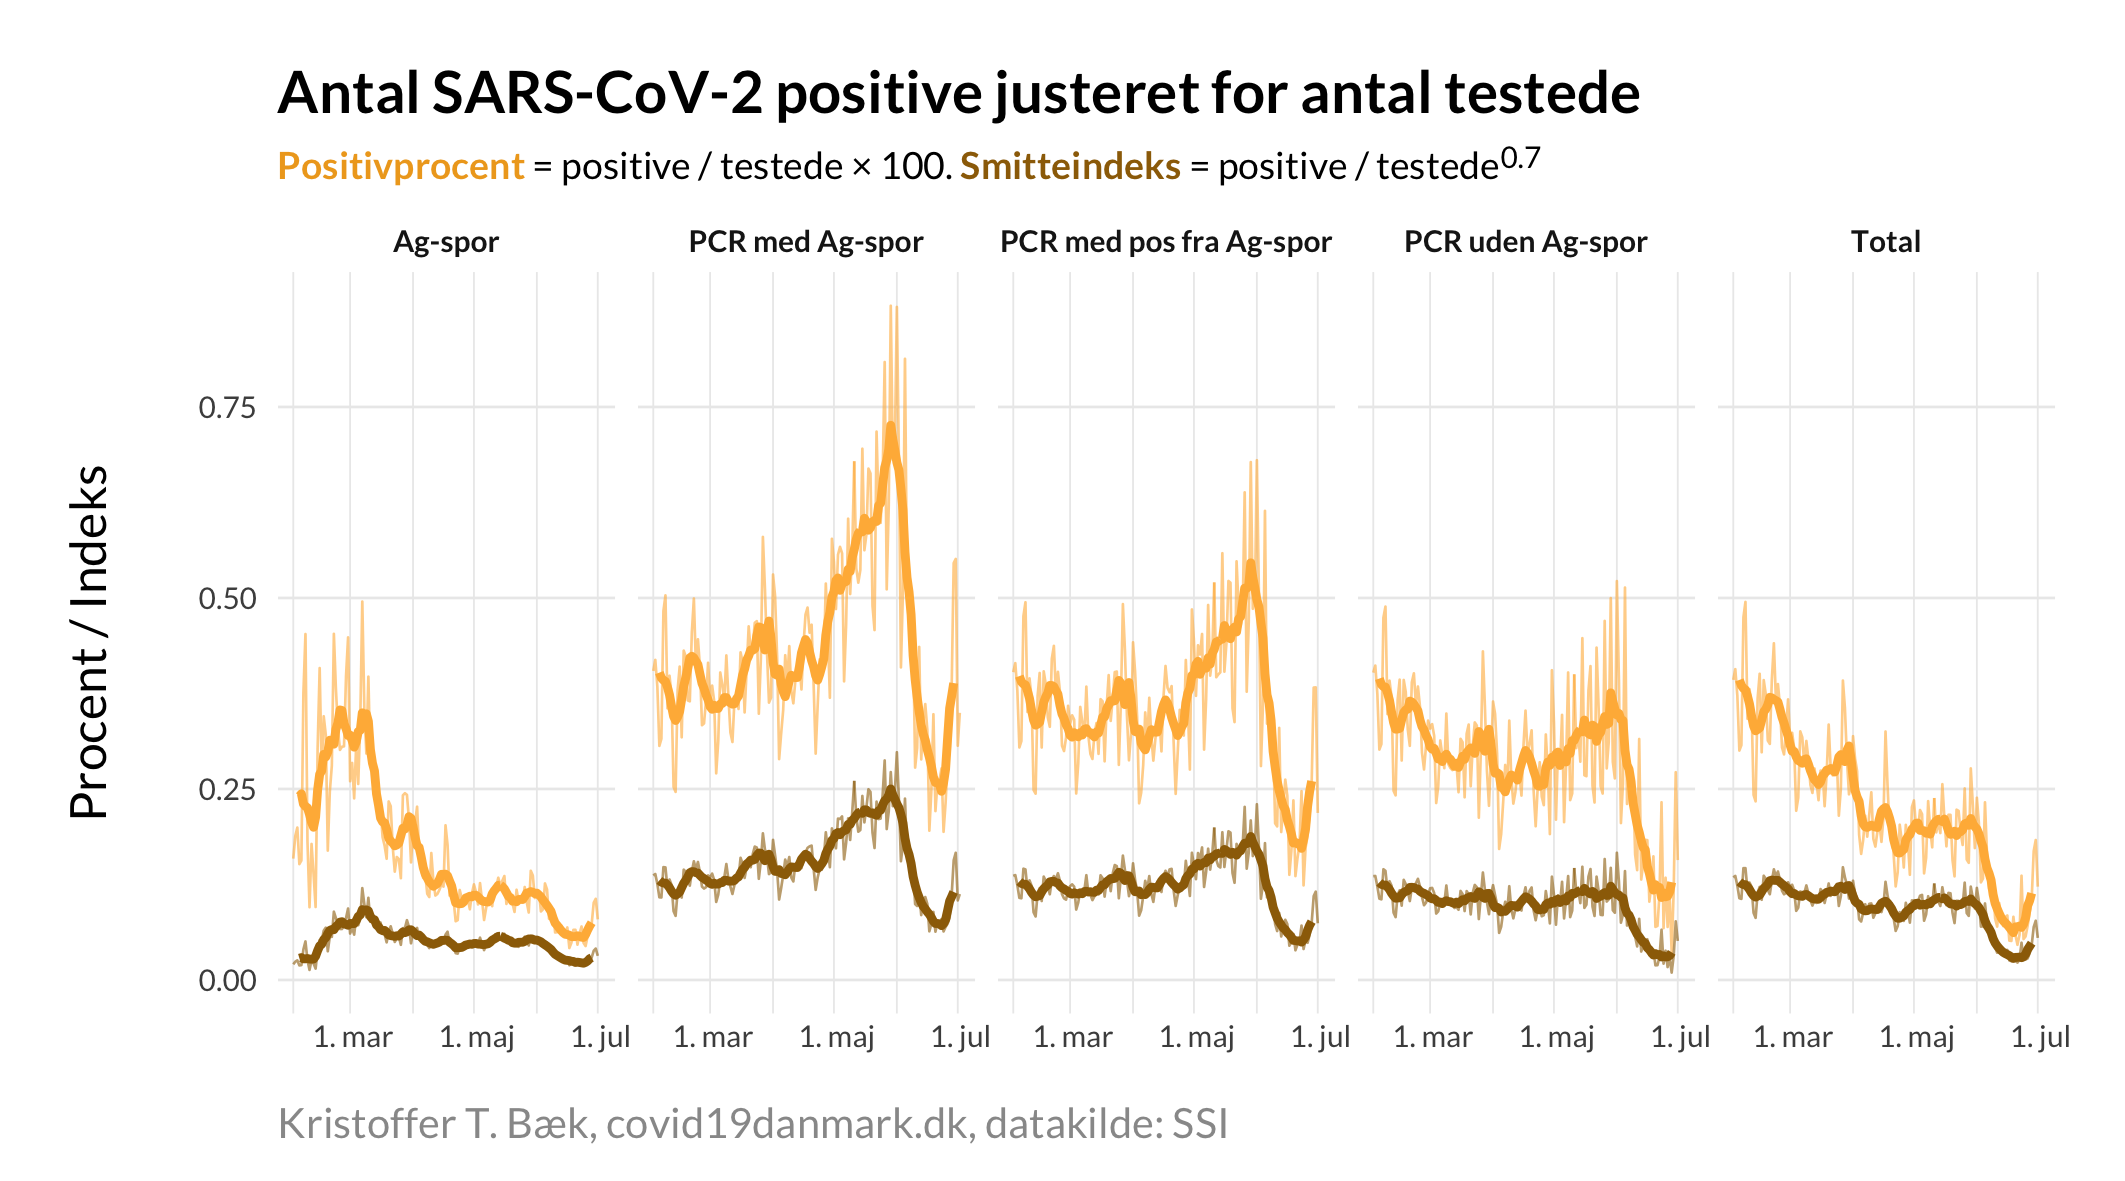 Antal SARS-CoV-2 positive justeret for antal testede
Positivprocent = positive / testede × 100. Smitteindeks = positive / testede^0.7
Ag-spor
PCR med Ag-spor
PCR med pos fra Ag-spor
PCR uden Ag-spor
Total
Procent / Indeks
0.75
0.50
0.25
0.00
1. mar 1. maj 1. jul
1. mar 1. maj 1. jul
1. mar 1. maj 1. jul
1. mar 1. maj 1. jul
1. mar 1. maj 1. jul
Kristoffer T. Bæk, covid19danmark.dk, datakilde: SSI